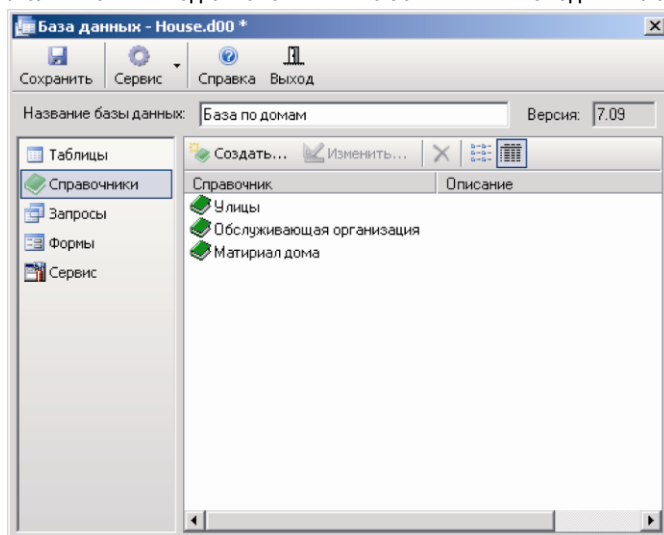 База данных - House.d00 *
Сохранить Сервис Справка Выход
Название базы данных: База по домам Версия: 7.09
Таблицы
Справочники
Запросы
Формы
Сервис
Создать... Изменить...
Справочник Описание
Улицы
Обслуживающая организация
Матириал дома